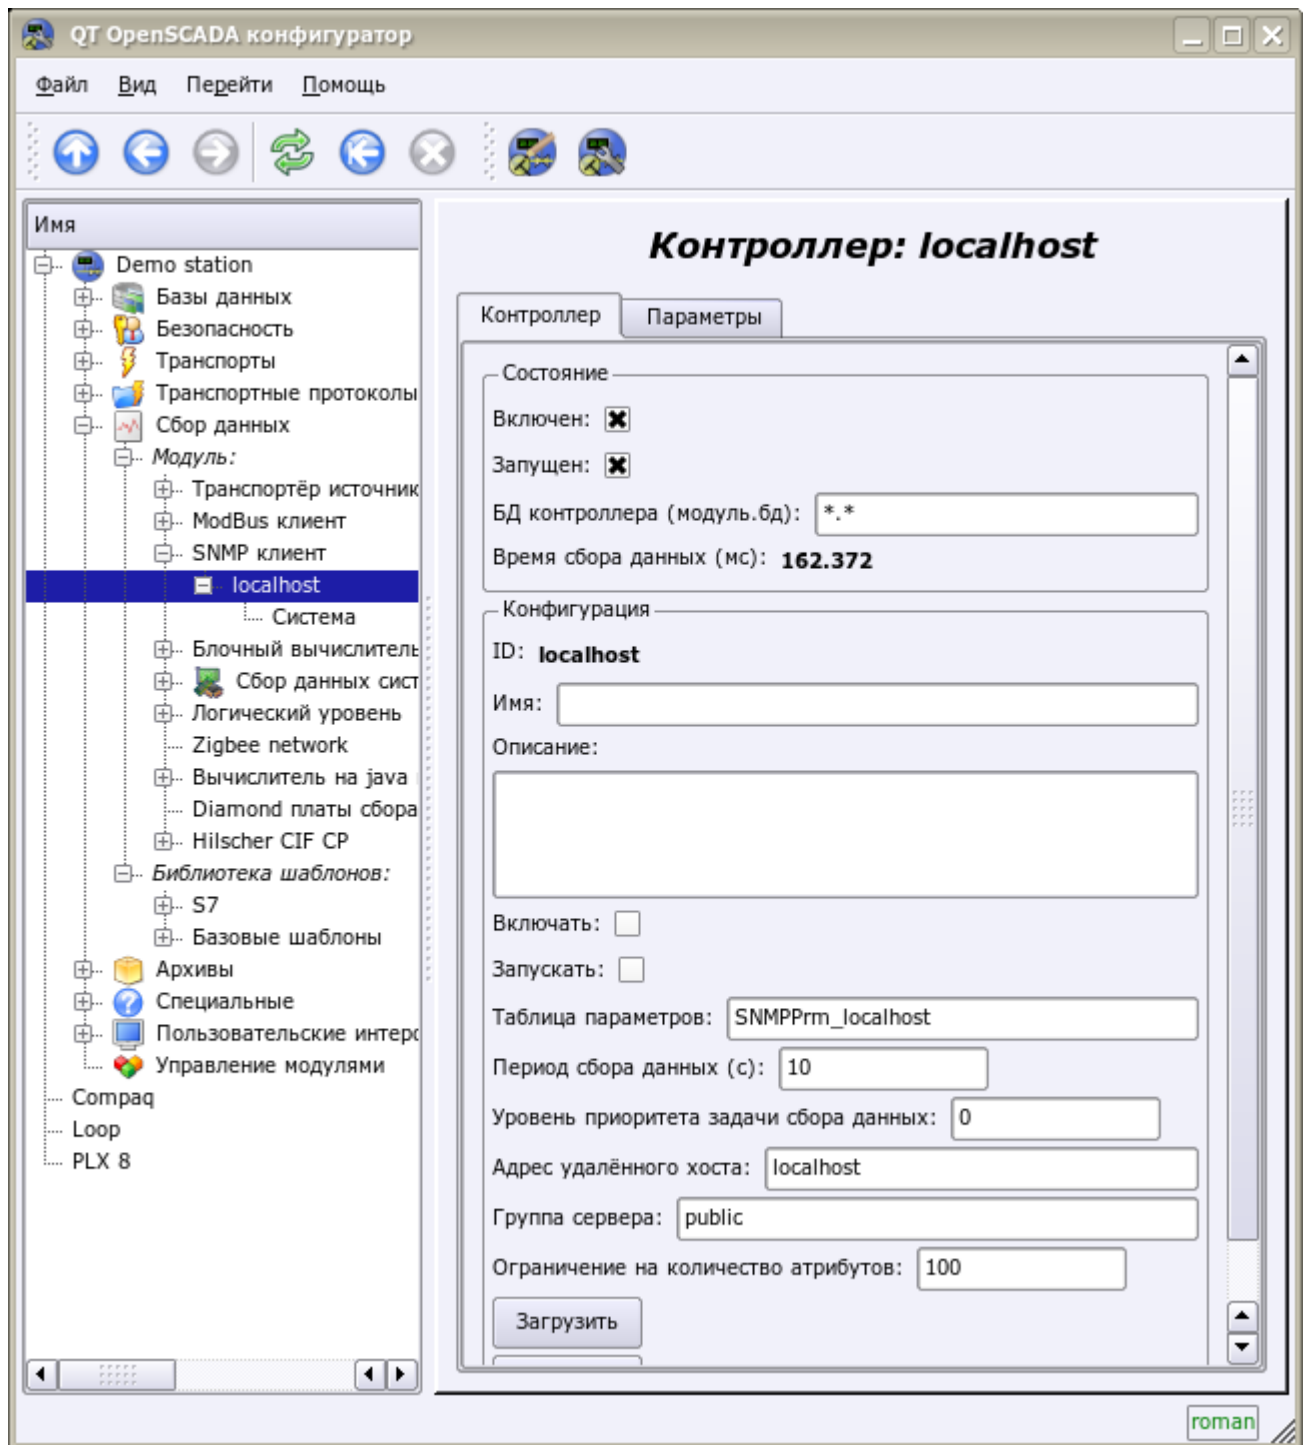 QT OpenSCADA конфигуратор
Файл Вид Перейти Помощь
Имя
Demo station
Базы данных
Безопасность
Транспорты
Транспортные протоколы
Сбор данных
Модуль:
Транспортёр источник
ModBus клиент
SNMP клиент
localhost
Система
Блочный вычислитель
Сбор данных сист
Логический уровень
Zigbee network
Вычислитель на java
Diamond платы сбора
Hilscher CIF CP
Библиотека шаблонов:
S7
Базовые шаблоны
Архивы
Специальные
Пользовательские интерф
Управление модулями
Compaq
Loop
PLX 8
Контроллер: localhost
Контроллер Параметры
Состояние
Включен:
Запущен:
БД контроллера (модуль.бд): *.*
Время сбора данных (мс): 162.372
Конфигурация
ID: localhost
Имя:
Описание:
Включать:
Запускать:
Таблица параметров: SNMPPrm_localhost
Период сбора данных (с): 10
Уровень приоритета задачи сбора данных: 0
Адрес удалённого хоста: localhost
Группа сервера: public
Ограничение на количество атрибутов: 100
Загрузить
roman